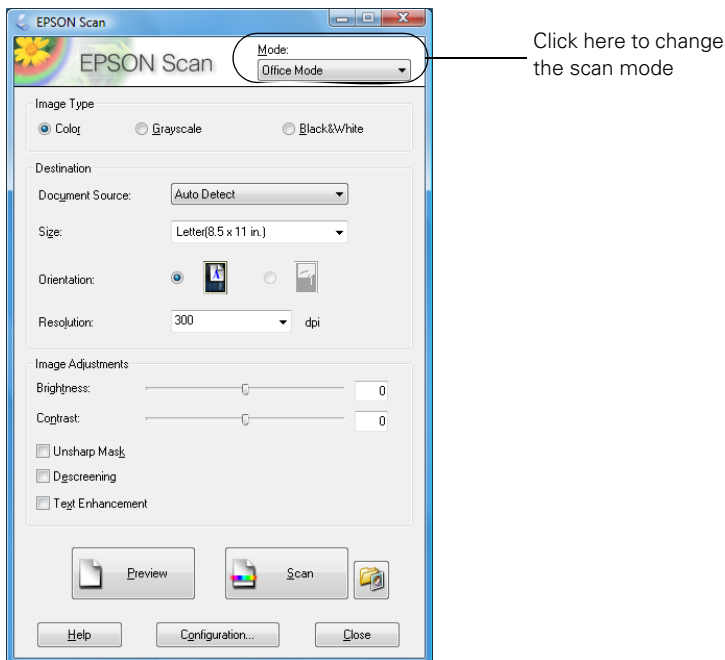 EPSON Scan
EPSON Scan
Mode:
Office Mode
Click here to change
the scan mode
Image Type
Color
Grayscale
Black&White
Destination
Document Source:
Auto Detect
Size:
Letter(8.5 x 11 in.)
Orientation:
Resolution:
300
dpi
Image Adjustments
Brightness:
0
Contrast:
0
Unsharp Mask
Descreening
Text Enhancement
Preview
Scan
Help
Configuration...
Close